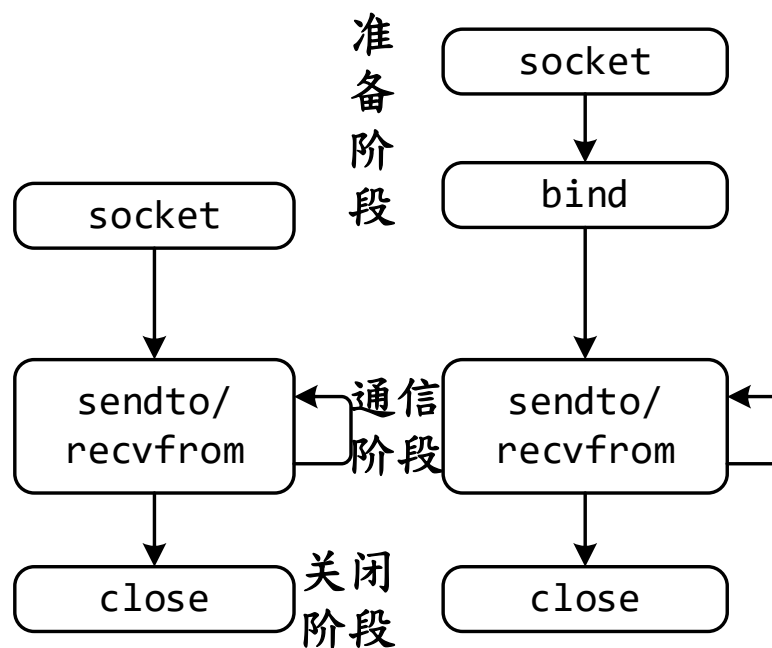 准备阶段
socket
bind
socket
sendto/
recvfrom
通信
阶段
sendto/
recvfrom
close
关闭
阶段
close